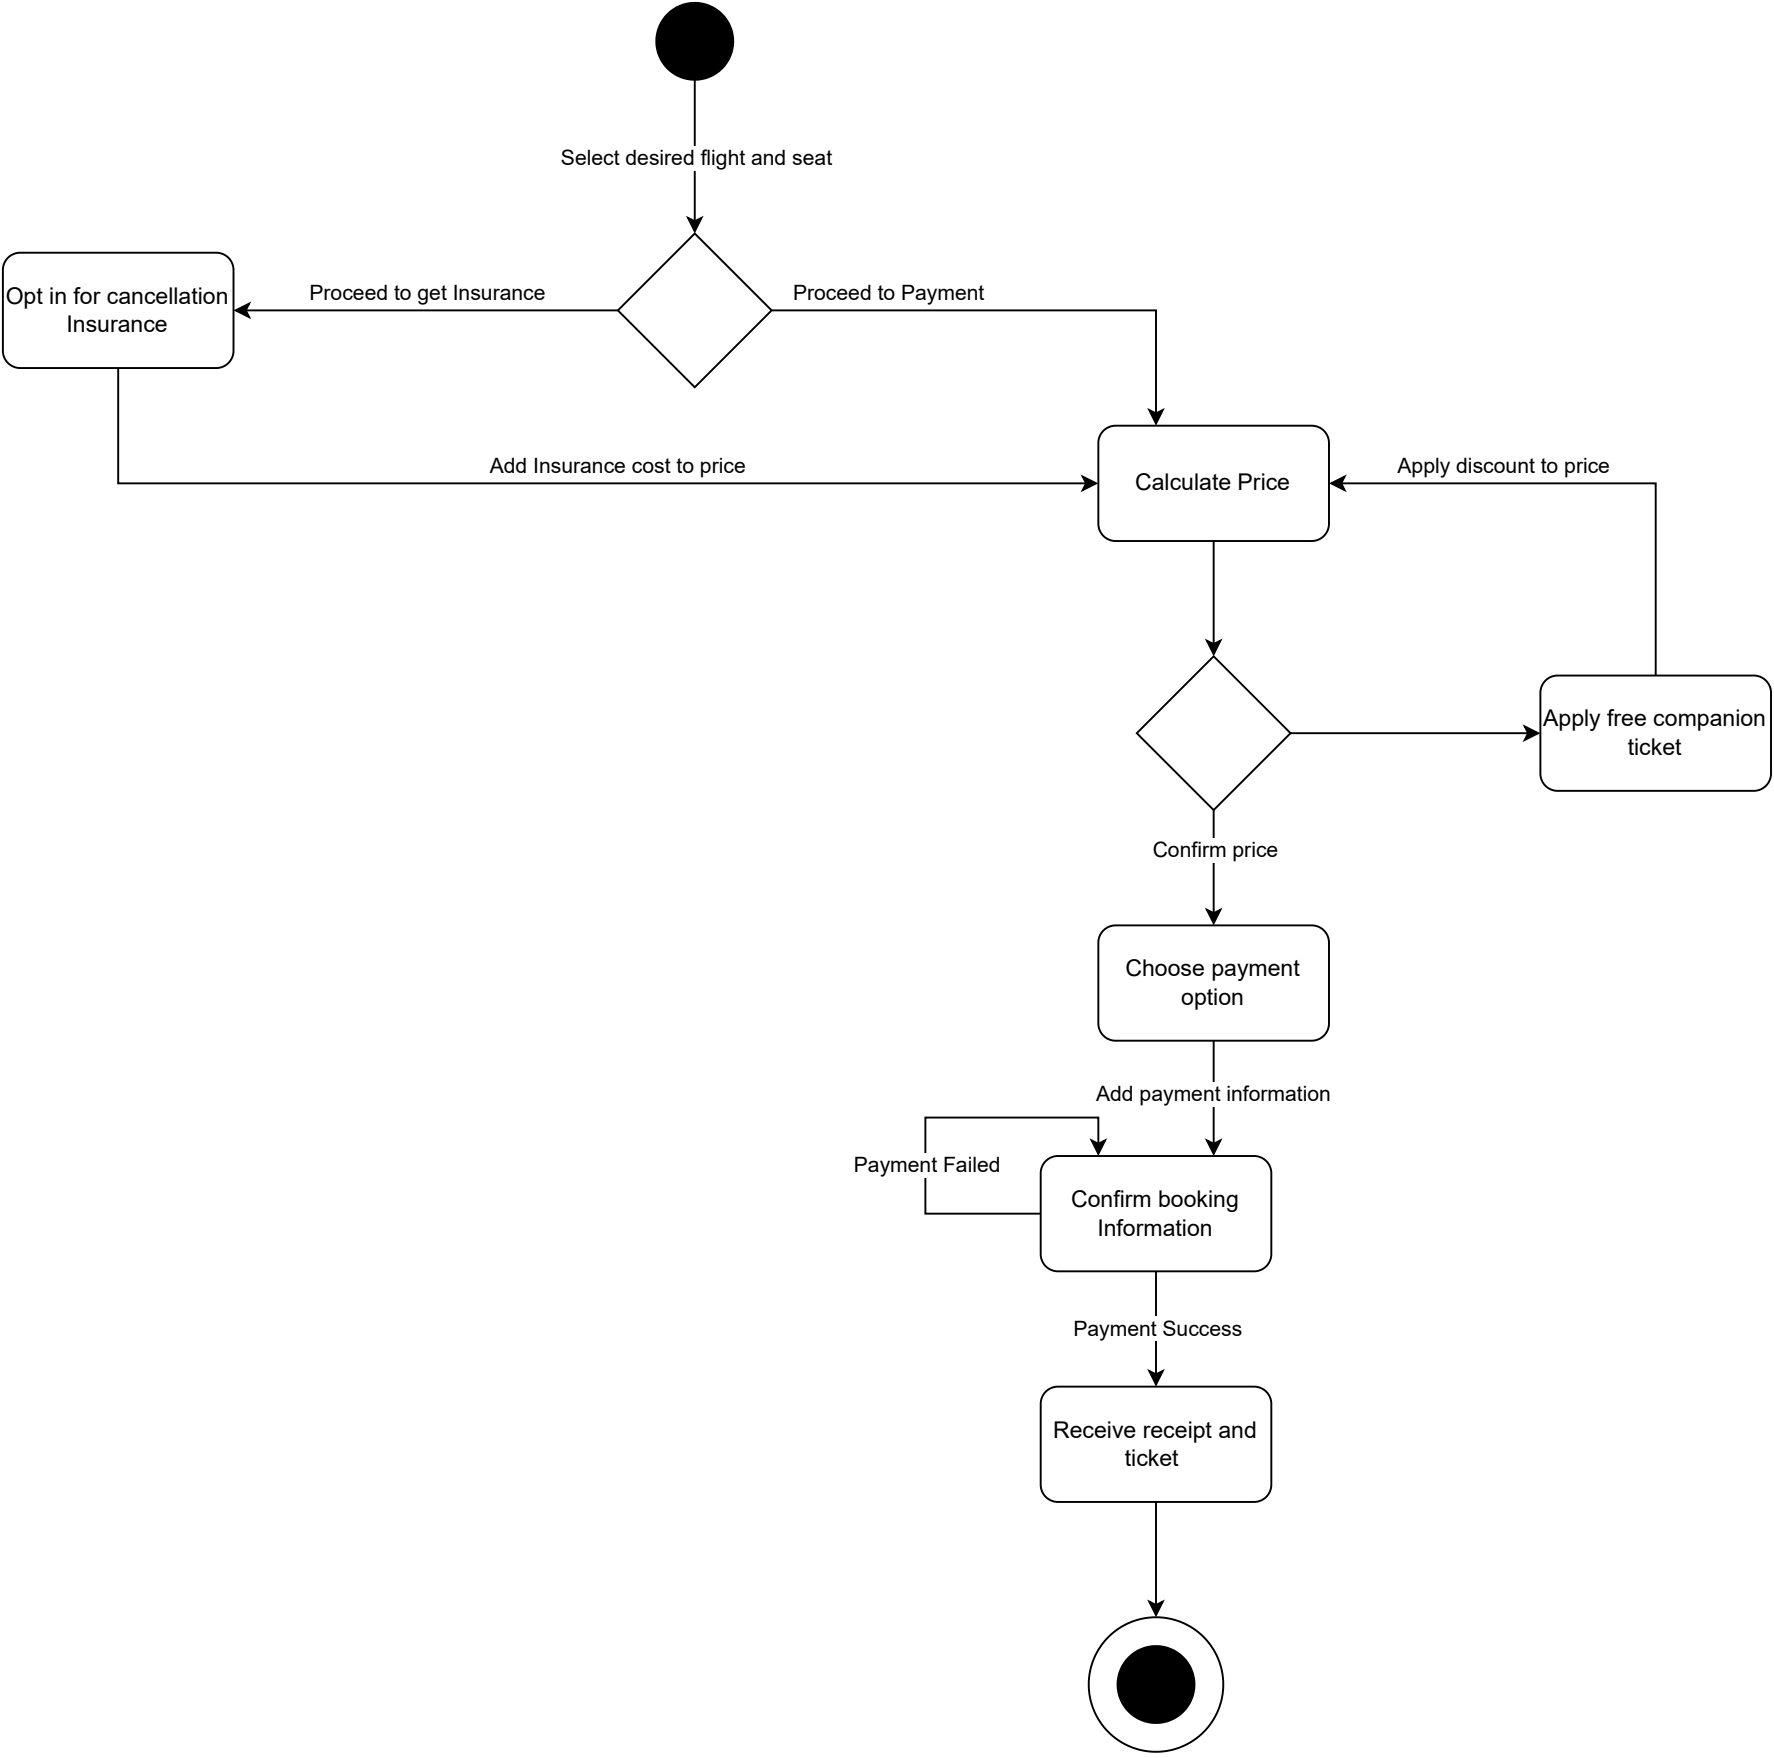 Select desired flight and seat
Opt in for cancellation
Insurance
Proceed to get Insurance
Proceed to Payment
Add Insurance cost to price
Calculate Price
Apply discount to price
Apply free companion
ticket
Confirm price
Choose payment
option
Add payment information
Payment Failed
Confirm booking
Information
Payment Success
Receive receipt and
ticket